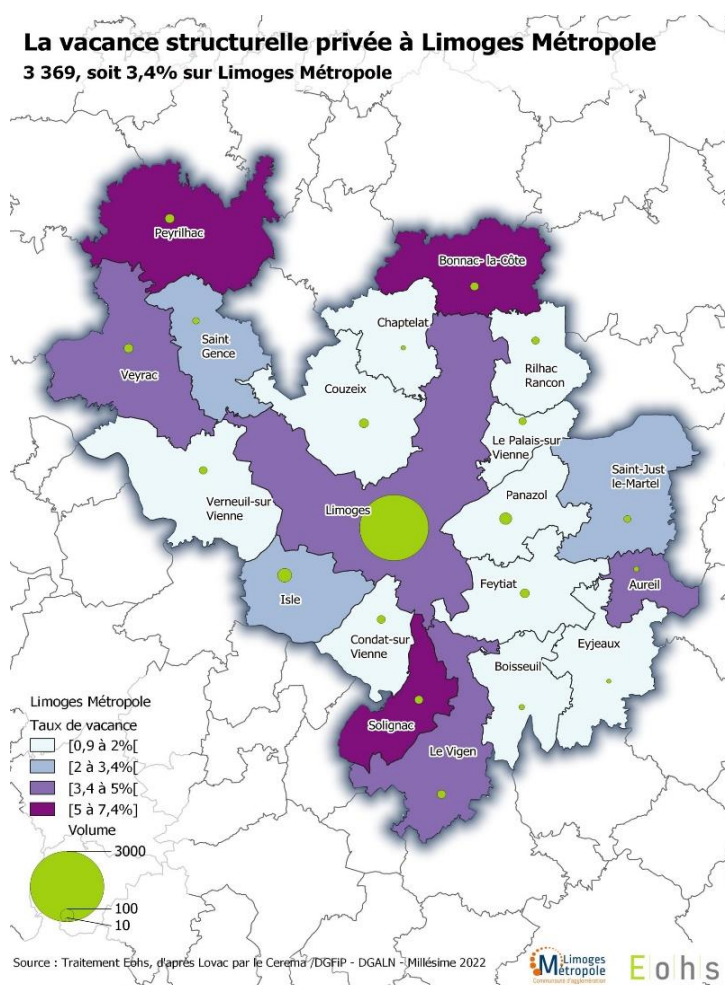 La vacance structurelle privée à Limoges Métropole
3 369, soit 3,4% sur Limoges Métropole
Peyrilhac
Bonnac- la-Côte
Chaptelat
Saint
Gence
Veyrac
Rilhac
Rancon
Couzeix
Le Palais-sur
Vienne
Saint-Just
le-Martel
Verneuil-sur
Vienne
Limoges
Panazol
Isle
Feytiat
Aureil
Condat-sur
Vienne
Boisseuil
Eyjeaux
Solignac
Le Vigen
Limoges Métropole
Taux de vacance
[0,9 à 2%[
[2 à 3,4%[
[3,4 à 5%[
[5 à 7,4%]
Volume
3000
100
10
Source : Traitement Eohs, d'après Lovac par le Cerema /DGFiP - DGALN - Millésime 2022
Limoges
Métropole
Communauté d'agglomération
Eohs